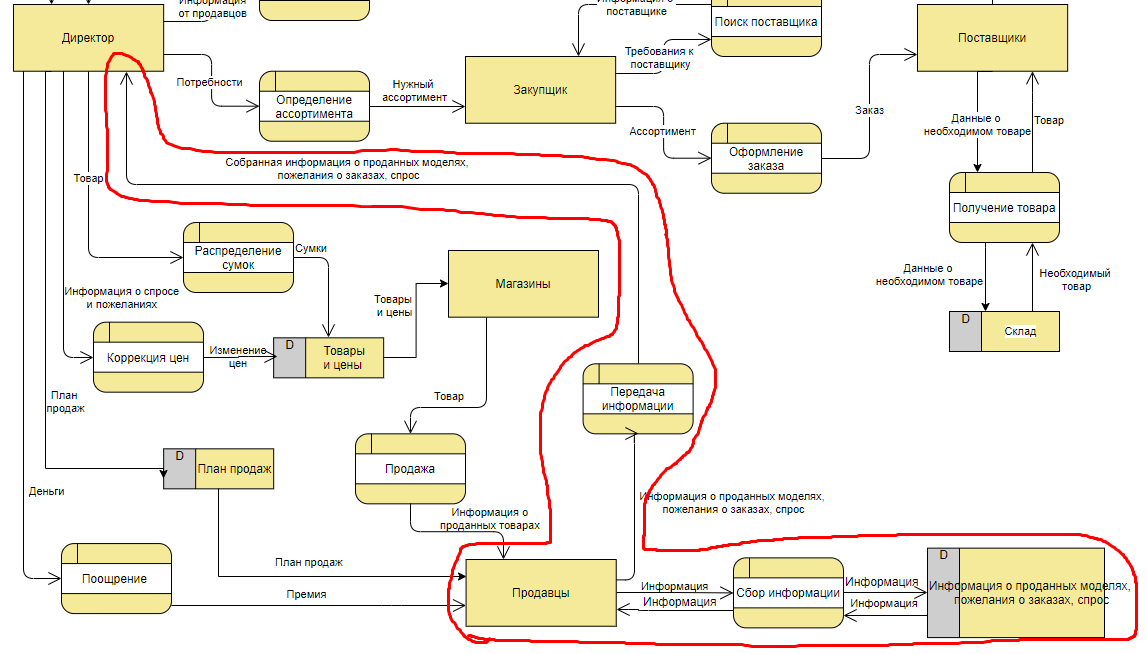 Информация
от продавцов
поставщике
Директор
Поиск поставщика
Поставщики
Потребности
Требования к
поставщику
Определение
ассортимента
Нужный
ассортимент
Закупщик
Заказ
Ассортимент
Оформление
заказа
Данные о
необходимом товаре
Товар
Собранная информация о проданных моделях,
пожелания о заказах, спрос
Товар
Получение товара
Распределение
сумок
Сумки
Магазины
Данные о
необходимом товаре
Необходимый
товар
Информация о спросе
и пожеланиях
Товары
и цены
D
Склад
Коррекция цен
Изменение
цен
D
Товары
и цены
План
продаж
Товар
Передача
информации
D
План продаж
Продажа
Деньги
Информация о проданных моделях,
пожелания о заказах, спрос
Информация о
проданных товарах
План продаж
Поощрение
Премия
Продавцы
Информация
Информация
Сбор информации
Информация
Информация
D
Информация о проданных моделях,
пожелания о заказах, спрос